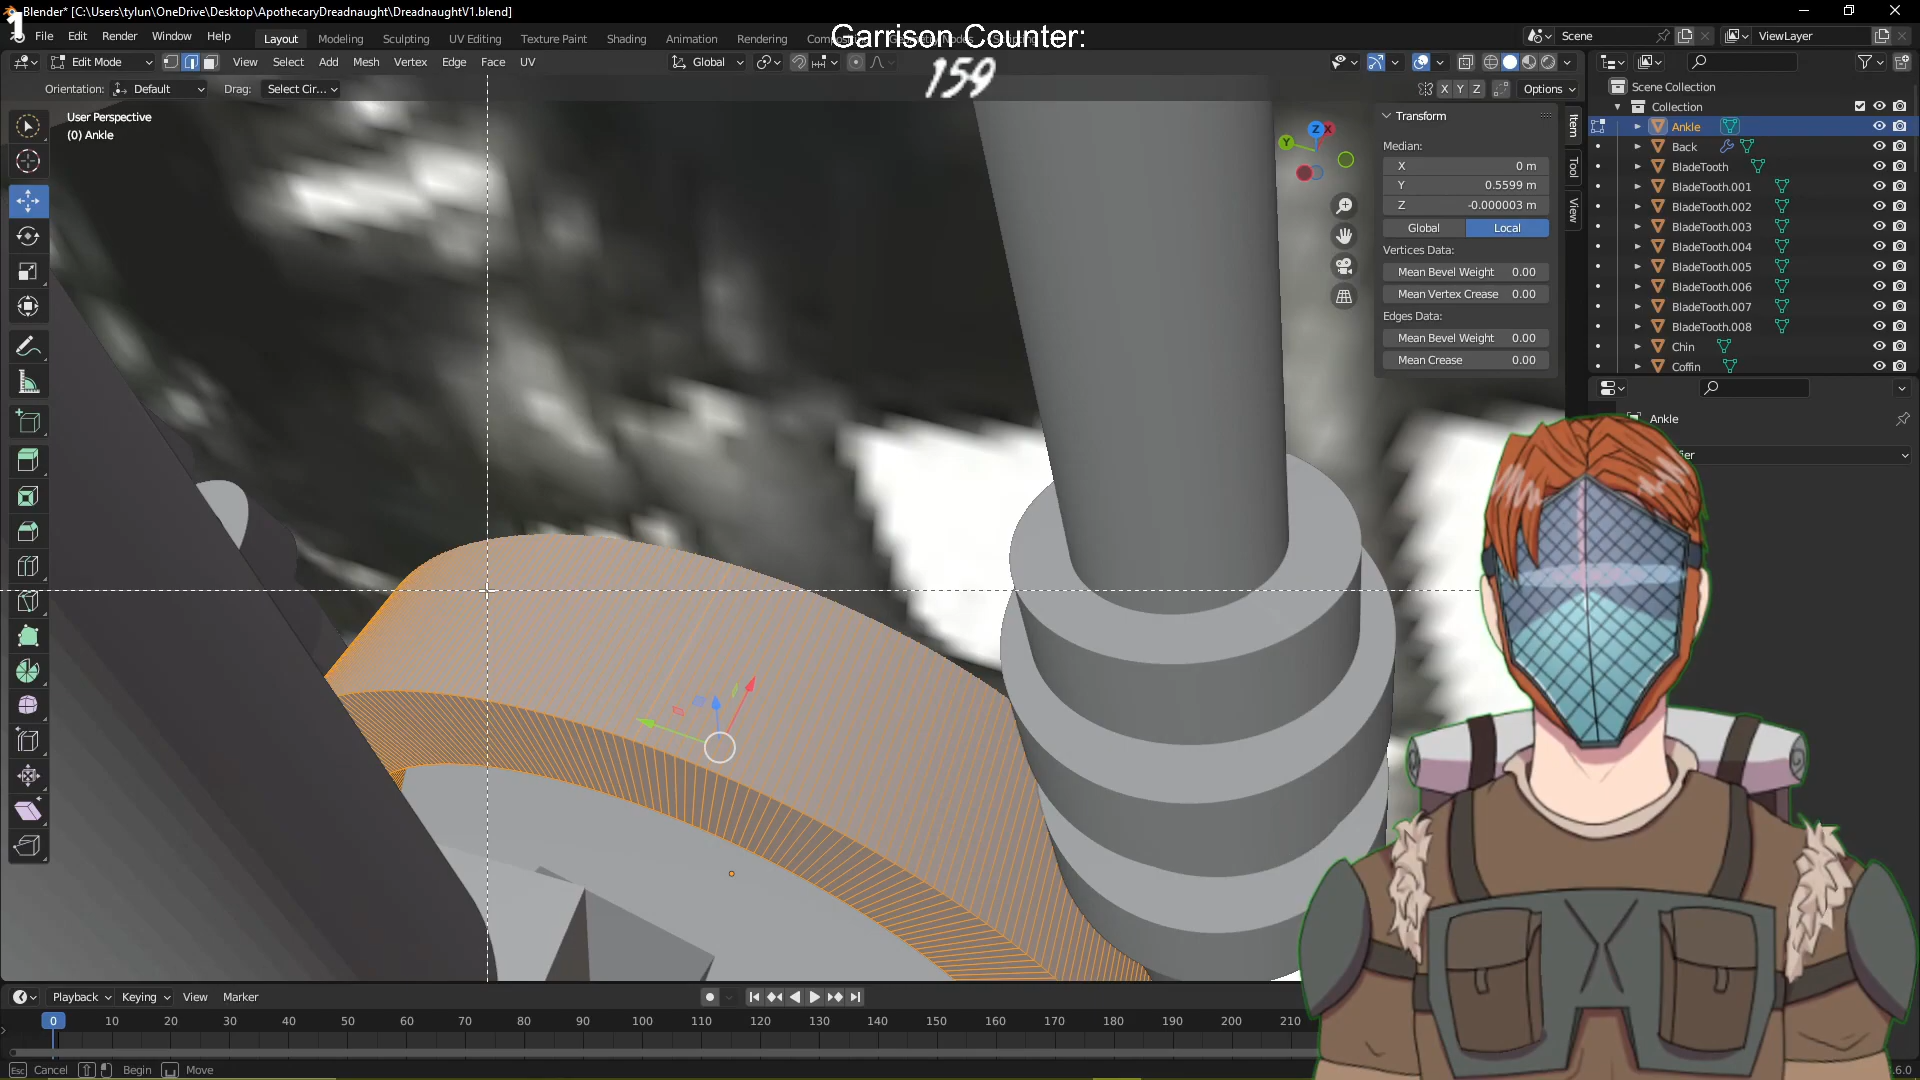 1
Blender* [C:\Users\tylun\OneDrive\Desktop\ApothecaryDreadnaught\DreadnaughtV1.blend]
File Edit Render Window Help
Layout Modeling Sculpting UV Editing Texture Paint Shading Animation Rendering
Garrison Counter:
159
Scene
ViewLayer
Edit Mode
View Select Add Mesh Vertex Edge Face UV
Global
Orientation: Default Drag: Select Cir...
X Y Z
Options
User Perspective
(0) Ankle
Z X
Y
Transform
Median:
X 0 m
Y 0.5599 m
Z -0.000003 m
Global Local
Vertices Data:
Mean Bevel Weight 0.00
Mean Vertex Crease 0.00
Edges Data:
Mean Bevel Weight 0.00
Mean Crease 0.00
Item
Tool
View
Scene Collection
Collection
Ankle
Back
BladeTooth
BladeTooth.001
BladeTooth.002
BladeTooth.003
BladeTooth.004
BladeTooth.005
BladeTooth.006
BladeTooth.007
BladeTooth.008
Chin
Coffin
Ankle
Playback Keying View Marker
0 10 20 30 40 50 60 70 80 90 100 110 120 130 140 150 160 170 180 190 200 210
Esc Cancel Begin Move
.6.0